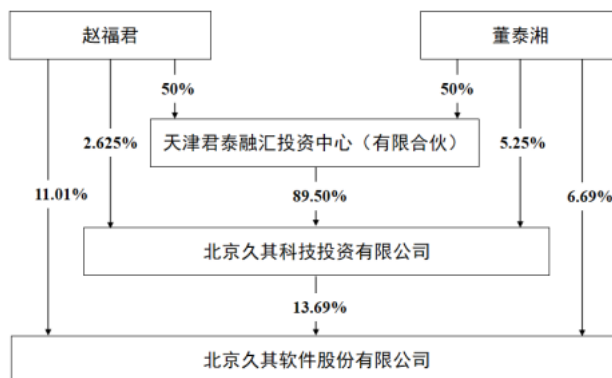 赵福君
董泰湘
50%
50%
天津君泰融汇投资中心（有限合伙）
2.625%
5.25%
11.01%
89.50%
6.69%
北京久其科技投资有限公司
13.69%
北京久其软件股份有限公司